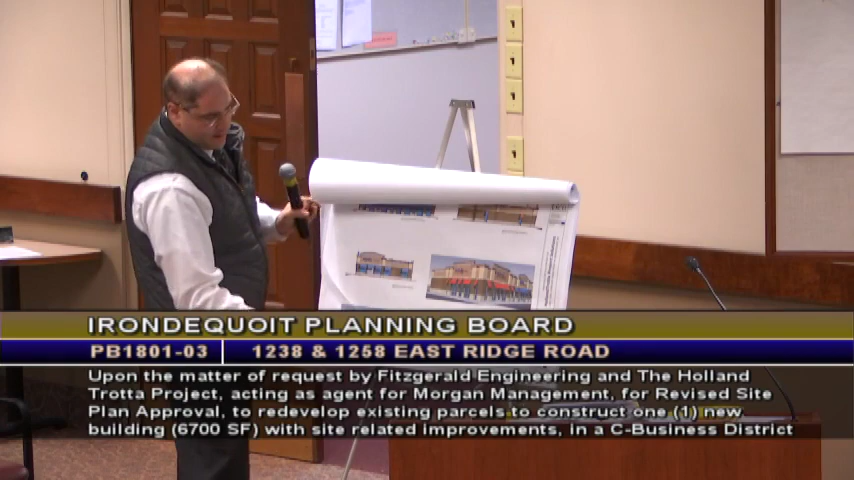 IRONDEQUOIT PLANNING BOARD
PB1801-03 1238 & 1258 EAST RIDGE ROAD
Upon the matter of request by Fitzgerald Engineering and The Holland
Trotta Project, acting as agent for Morgan Management, for Revised Site
Plan Approval, to redevelop existing parcels to construct one (1) new
building (6700 SF) with site related improvements, in a C-Business District